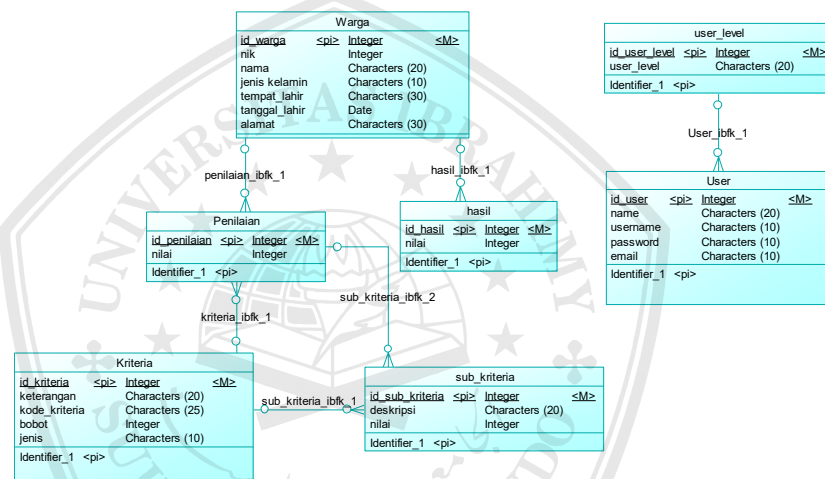 Warga
id_warga <pi> Integer <M>
nik Integer
nama Characters (20)
jenis kelamin Characters (10)
tempat_lahir Characters (30)
tanggal_lahir Date
alamat Characters (30)
user_level
id_user_level <pi> Integer <M>
user_level Characters (20)
Identifier_1 <pi>
User_ibfk_1
penilaian_ibfk_1
hasil_ibfk_1
User
id_user <pi> Integer <M>
name Characters (20)
username Characters (10)
password Characters (10)
email Characters (10)
Identifier_1 <pi>
Penilaian
id_penilaian <pi> Integer <M>
nilai Integer
Identifier_1 <pi>
hasil
id_hasil <pi> Integer <M>
nilai Integer
Identifier_1 <pi>
sub_kriteria_ibfk_2
kriteria_ibfk_1
Kriteria
id_kriteria <pi> Integer <M>
keterangan Characters (20)
kode_kriteria Characters (25)
bobot Integer
jenis Characters (10)
Identifier_1 <pi>
sub_kriteria_ibfk_1
sub_kriteria
id_sub_kriteria <pi> Integer <M>
deskripsi Characters (20)
nilai Integer
Identifier_1 <pi>
UNIVERSITAS IBRAHIMY